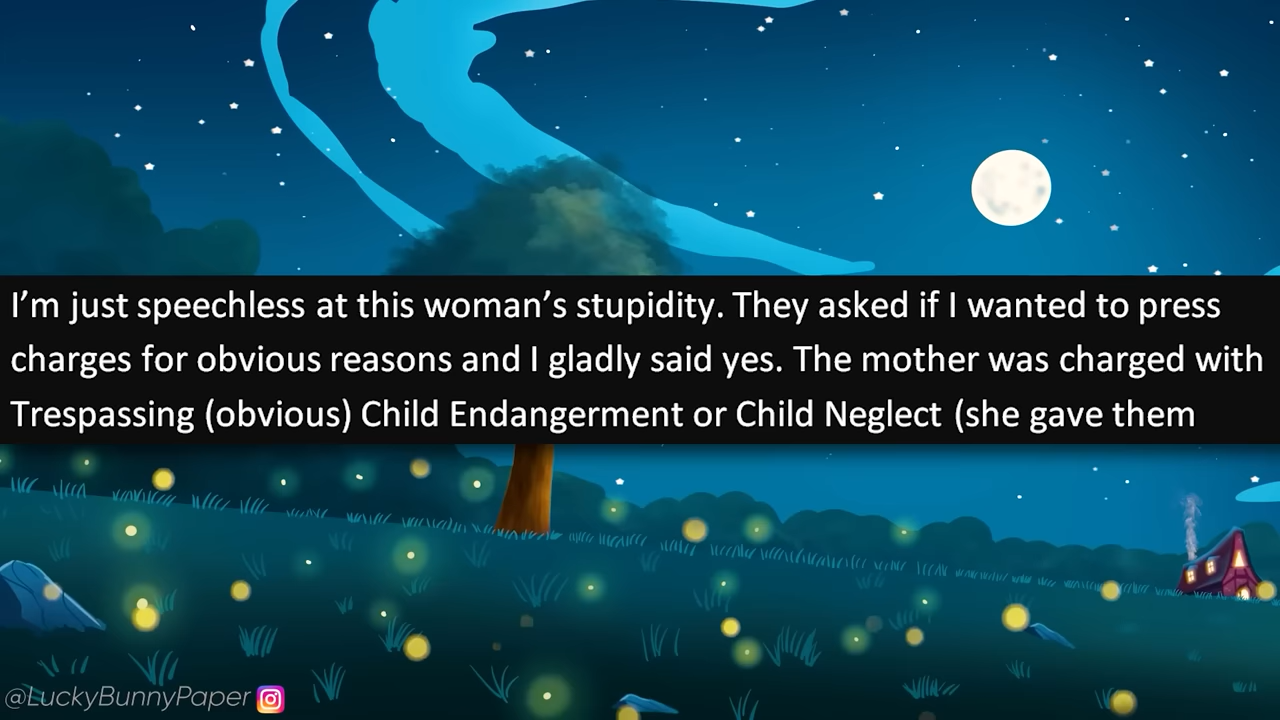 I’m just speechless at this woman’s stupidity. They asked if I wanted to press
charges for obvious reasons and I gladly said yes. The mother was charged with
Trespassing (obvious) Child Endangerment or Child Neglect (she gave them
@LuckyBunnyPaper